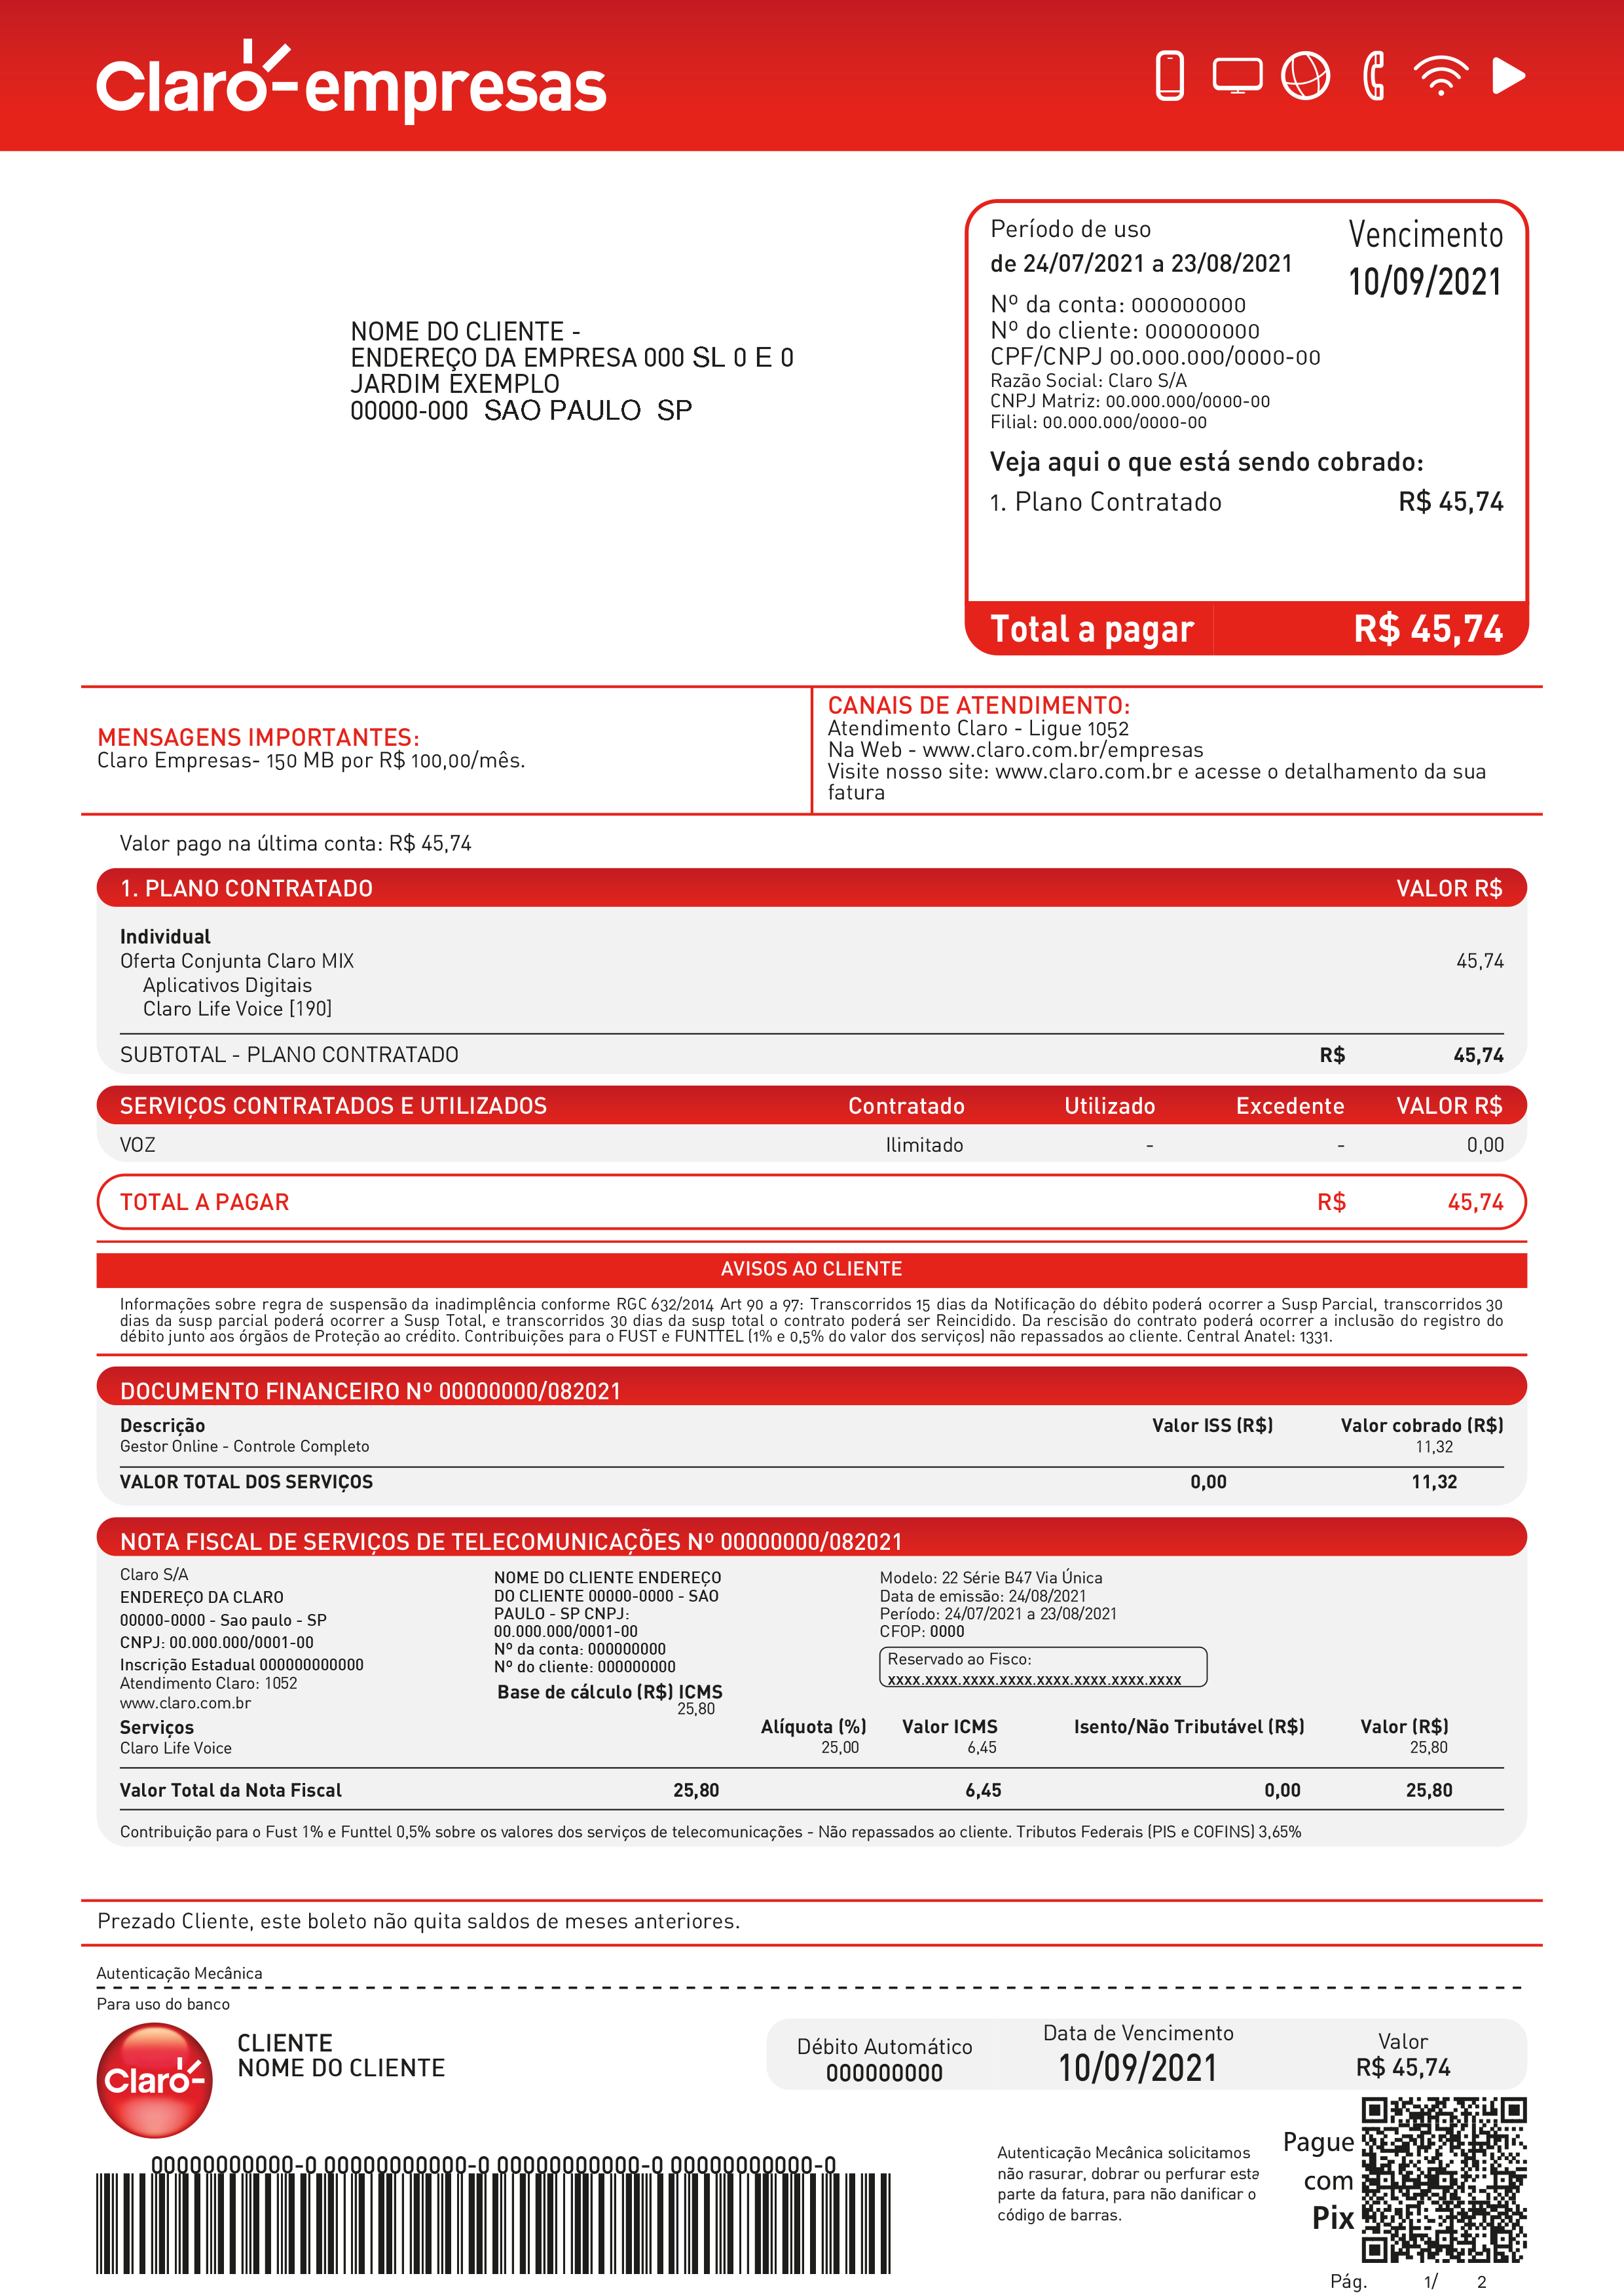 Claro-empresas
Período de uso
de 24/07/2021 a 23/08/2021
Vencimento
10/09/2021
Nº da conta: 000000000
Nº do cliente: 000000000
CPF/CNPJ 00.000.000/0000-00
Razão Social: Claro S/A
CNPJ Matriz: 00.000.000/0000-00
Filial: 00.000.000/0000-00
NOME DO CLIENTE -
ENDEREÇO DA EMPRESA 000 SL 0 E 0
JARDIM EXEMPLO
00000-000 SAO PAULO SP
Veja aqui o que está sendo cobrado:
1. Plano Contratado R$ 45,74
Total a pagar R$ 45,74
MENSAGENS IMPORTANTES:
Claro Empresas- 150 MB por R$ 100,00/mês.
CANAIS DE ATENDIMENTO:
Atendimento Claro - Ligue 1052
Na Web - www.claro.com.br/empresas
Visite nosso site: www.claro.com.br e acesse o detalhamento da sua
fatura
Valor pago na última conta: R$ 45,74
1. PLANO CONTRATADO VALOR R$
Individual
Oferta Conjunta Claro MIX 45,74
Aplicativos Digitais
Claro Life Voice [190]
SUBTOTAL - PLANO CONTRATADO R$ 45,74
SERVIÇOS CONTRATADOS E UTILIZADOS Contratado Utilizado Excedente VALOR R$
VOZ Ilimitado - - 0,00
TOTAL A PAGAR R$ 45,74
AVISOS AO CLIENTE
Informações sobre regra de suspensão da inadimplência conforme RGC 632/2014 Art 90 a 97: Transcorridos 15 dias da Notificação do débito poderá ocorrer a Susp Parcial, transcorridos 30
dias da susp parcial poderá ocorrer a Susp Total, e transcorridos 30 dias da susp total o contrato poderá ser Reincidido. Da rescisão do contrato poderá ocorrer a inclusão do registro do
débito junto aos órgãos de Proteção ao crédito. Contribuições para o FUST e FUNTTEL (1% e 0,5% do valor dos serviços) não repassados ao cliente. Central Anatel: 1331.
DOCUMENTO FINANCEIRO Nº 00000000/082021
Descrição Valor ISS (R$) Valor cobrado (R$)
Gestor Online - Controle Completo 11,32
VALOR TOTAL DOS SERVIÇOS 0,00 11,32
NOTA FISCAL DE SERVIÇOS DE TELECOMUNICAÇÕES Nº 00000000/082021
Claro S/A
ENDEREÇO DA CLARO
00000-0000 - Sao paulo - SP
CNPJ: 00.000.000/0001-00
Inscrição Estadual 000000000000
Atendimento Claro: 1052
www.claro.com.br
NOME DO CLIENTE ENDEREÇO
DO CLIENTE 00000-0000 - SAO
PAULO - SP CNPJ:
00.000.000/0001-00
Nº da conta: 000000000
Nº do cliente: 000000000
Modelo: 22 Série B47 Via Única
Data de emissão: 24/08/2021
Período: 24/07/2021 a 23/08/2021
CFOP: 0000
Reservado ao Fisco:
xxxx.xxxx.xxxx.xxxx.xxxx.xxxx.xxxx.xxxx
Base de cálculo (R$) ICMS
25,80
Serviços Alíquota (%) Valor ICMS Isento/Não Tributável (R$) Valor (R$)
Claro Life Voice 25,00 6,45 25,80
Valor Total da Nota Fiscal 25,80 6,45 0,00 25,80
Contribuição para o Fust 1% e Funttel 0,5% sobre os valores dos serviços de telecomunicações - Não repassados ao cliente. Tributos Federais (PIS e COFINS) 3,65%
Prezado Cliente, este boleto não quita saldos de meses anteriores.
Autenticação Mecânica
Para uso do banco
Claro-
CLIENTE
NOME DO CLIENTE
Débito Automático
000000000
Data de Vencimento
10/09/2021
Valor
R$ 45,74
00000000000-0 00000000000-0 00000000000-0 00000000000-0
Autenticação Mecânica solicitamos
não rasurar, dobrar ou perfurar esta
parte da fatura, para não danificar o
código de barras.
Pague
com
Pix
Pág. 1/ 2